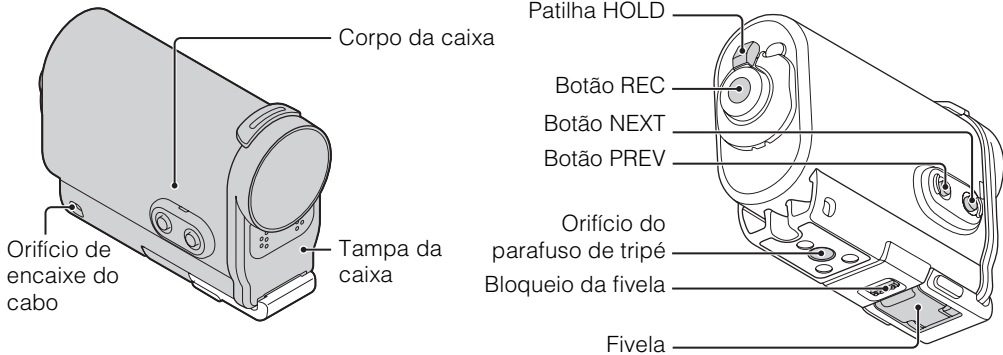 Corpo da caixa
Orifício de
encaixe do
cabo
Tampa da
caixa
Patilha HOLD
Botão REC
Botão NEXT
Botão PREV
Orifício do
parafuso de tripé
Bloqueio da fivela
Fivela